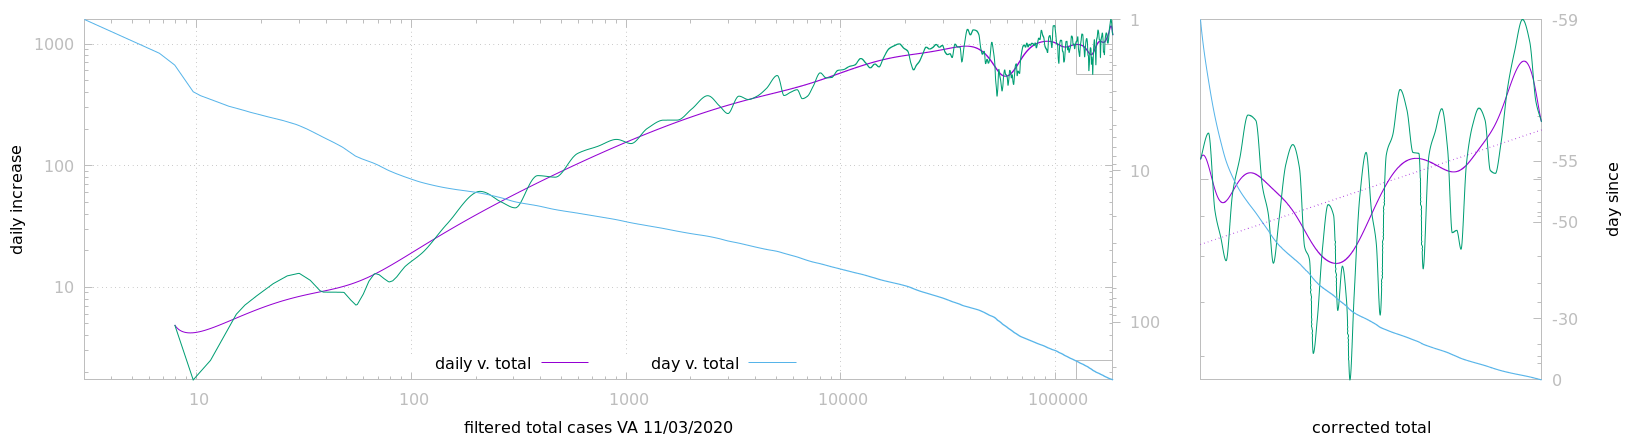 daily increase
1000
100
10
10
100
1000
10000
100000
filtered total cases VA 11/03/2020
daily v. total
day v. total
1
10
100
-59
-55
-50
-30
0
day since
corrected total